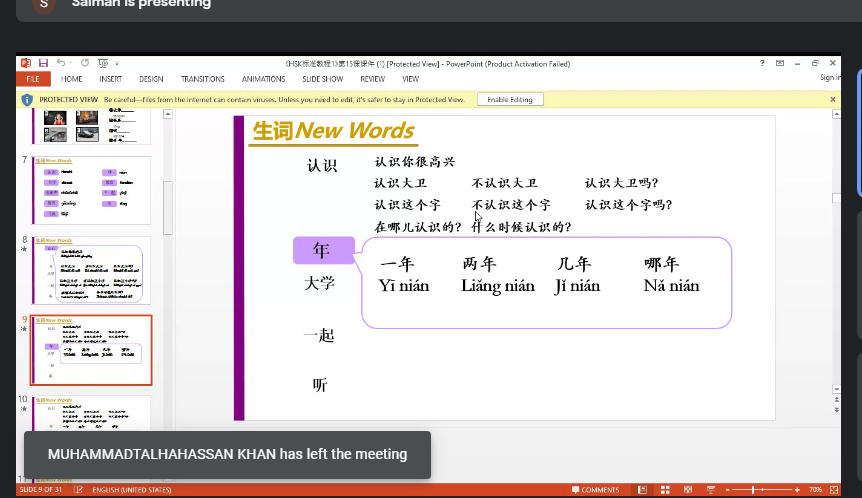 S Salman is presenting
《HSK标准教程1》第15课课件 (1) [Protected View] - PowerPoint (Product Activation Failed)
FILE HOME INSERT DESIGN TRANSITIONS ANIMATIONS SLIDE SHOW REVIEW VIEW Sign in
PROTECTED VIEW Be careful—files from the Internet can contain viruses. Unless you need to edit, it's safer to stay in Protected View. Enable Editing
7
8
9
10
生词New Words
认识 认识你很高兴
认识大卫 不认识大卫 认识大卫吗?
认识这个字 不认识这个字 认识这个字吗?
在哪儿认识的? 什么时候认识的?
年 一年 两年 几年 哪年
Yī nián Liǎng nián Jǐ nián Nǎ nián
大学
一起
听
MUHAMMADTALHAHASSAN KHAN has left the meeting
SLIDE 9 OF 31 ENGLISH (UNITED STATES) COMMENTS 70%